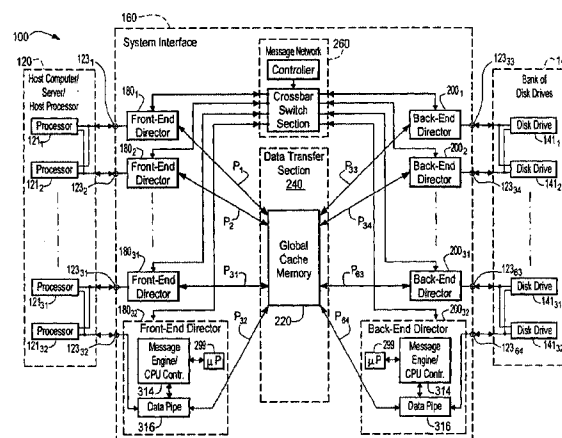 100
160
120
Host Computer/
Server/
Host Processor
Processor
121₁
Processor
121₂
Processor
121₃₁
Processor
121₃₂
123₁
123₂
123₃₁
123₃₂
System Interface
180₁
Front-End
Director
180₂
Front-End
Director
180₃₁
Front-End
Director
180₃₂
Front-End Director
Message
Engine/
CPU Contr.
314
299
μP
Data Pipe
316
Message Network
260
Controller
Crossbar
Switch
Section
Data Transfer
Section
240
Global
Cache
Memory
220
P₁
P₂
P₃₁
P₃₂
P₃₃
P₃₄
P₆₃
P₆₄
200₁
Back-End
Director
200₂
Back-End
Director
200₃₁
Back-End
Director
200₃₂
Back-End Director
299
μP
Message
Engine/
CPU Contr.
314
Data Pipe
316
123₃₃
123₃₄
123₆₃
123₆₄
Bank of
Disk Drives
Disk Drive
141₁
Disk Drive
141₂
Disk Drive
141₃₁
Disk Drive
141₃₂